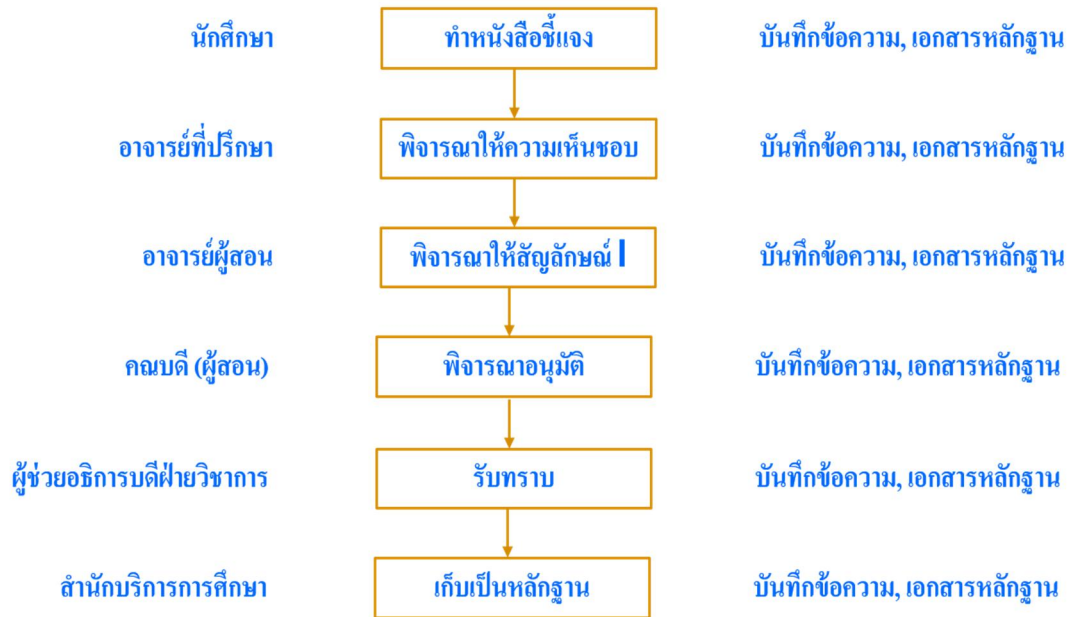 นักศึกษา ทำหนังสือชี้แจง บันทึกข้อความ, เอกสารหลักฐาน
อาจารย์ที่ปรึกษา พิจารณาให้ความเห็นชอบ บันทึกข้อความ, เอกสารหลักฐาน
อาจารย์ผู้สอน พิจารณาให้สัญลักษณ์ I บันทึกข้อความ, เอกสารหลักฐาน
คณบดี (ผู้สอน) พิจารณาอนุมัติ บันทึกข้อความ, เอกสารหลักฐาน
ผู้ช่วยอธิการบดีฝ่ายวิชาการ รับทราบ บันทึกข้อความ, เอกสารหลักฐาน
สำนักบริการการศึกษา เก็บเป็นหลักฐาน บันทึกข้อความ, เอกสารหลักฐาน